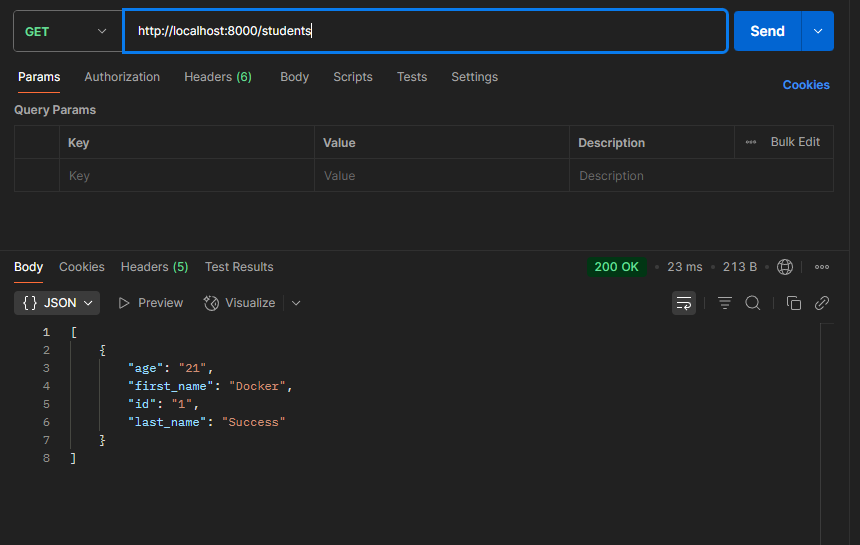 GET http://localhost:8000/students Send
Params Authorization Headers (6) Body Scripts Tests Settings Cookies
Query Params
Key Value Description Bulk Edit
Key Value Description
Body Cookies Headers (5) Test Results 200 OK • 23 ms • 213 B •
{} JSON Preview Visualize
1 [
2 {
3 "age": "21",
4 "first_name": "Docker",
5 "id": "1",
6 "last_name": "Success"
7 }
8 ]